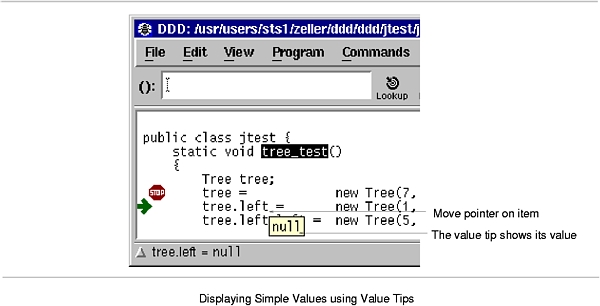 DDD: /usr/users/sts1/zeller/ddd/ddd/jtest/j
File Edit View Program Commands
():
Lookup
public class jtest {
static void tree_test()
{
Tree tree;
STOP
tree = new Tree(7,
tree.left = new Tree(1,
tree.left = new Tree(5,
null
Move pointer on item
The value tip shows its value
tree.left = null
Displaying Simple Values using Value Tips